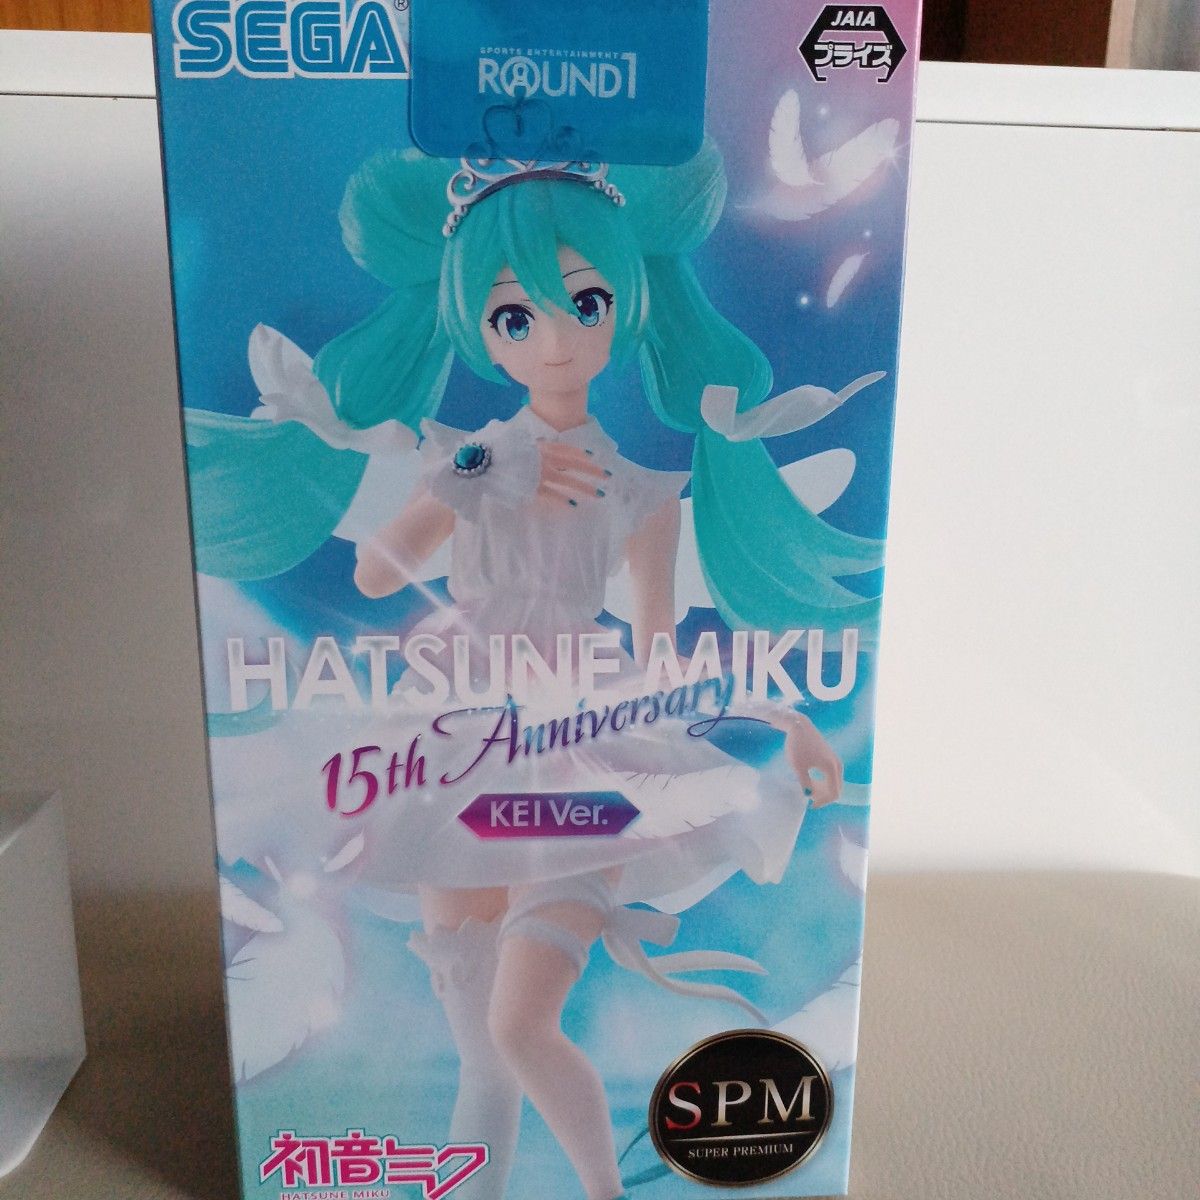 SEGA®
SPORTS ENTERTAINMENT
ROUND1
JAIA
プライズ
HATSUNE MIKU
15th Anniversary
KEI Ver.
SPM
SUPER PREMIUM
初音ミク
HATSUNE MIKU